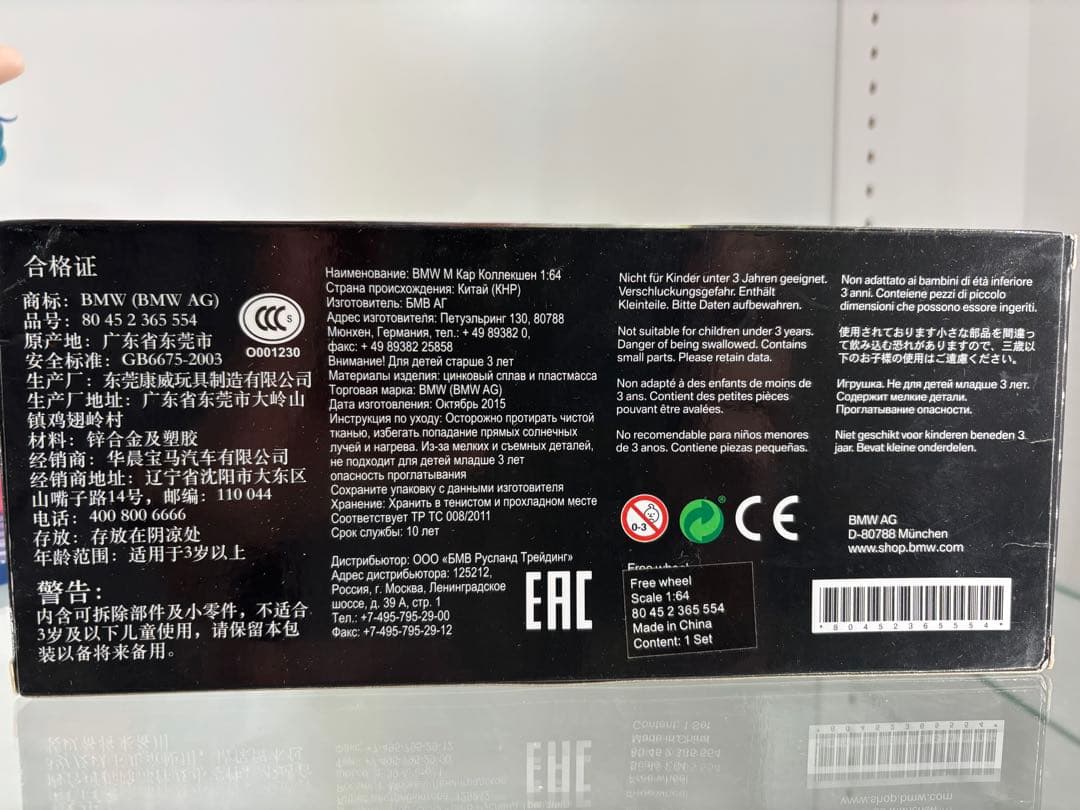 合格证
商标: BMW (BMW AG)
品号: 80 45 2 365 554
原产地: 广东省东莞市
安全标准: GB6675-2003
生产厂: 东莞康威玩具制造有限公司
生产厂地址: 广东省东莞市大岭山
镇鸡翅岭村
材料: 锌合金及塑胶
经销商: 华晨宝马汽车有限公司
经销商地址: 辽宁省沈阳市大东区
山嘴子路14号, 邮编: 110 044
电话: 400 800 6666
存放: 存放在阴凉处
年龄范围: 适用于3岁以上
警告:
内含可拆除部件及小零件, 不适合
3岁及以下儿童使用, 请保留本包
装以备将来备用。
CCC S
O001230
Наименование: BMW M Кар Коллекшен 1:64
Страна происхождения: Китай (КНР)
Изготовитель: БМВ АГ
Адрес изготовителя: Петуэльринг 130, 80788
Мюнхен, Германия, тел.: + 49 89382 0,
факс: + 49 89382 25858
Внимание! Для детей старше 3 лет
Материалы изделия: цинковый сплав и пластмасса
Торговая марка: BMW (BMW AG)
Дата изготовления: Октябрь 2015
Инструкция по уходу: Осторожно протирать чистой
тканью, избегать попадание прямых солнечных
лучей и нагрева. Из-за мелких и съемных деталей,
не подходит для детей младше 3 лет
опасность проглатывания
Сохраните упаковку с данными изготовителя
Хранение: Хранить в тенистом и прохладном месте
Соответствует ТР ТС 008/2011
Срок службы: 10 лет
Дистрибьютор: ООО «БМВ Русланд Трейдинг»
Адрес дистрибьютора: 125212,
Россия, г. Москва, Ленинградское
шоссе, д. 39 А, стр. 1
Тел.: +7-495-795-29-00
Факс: +7-495-795-29-12
EAC
Nicht für Kinder unter 3 Jahren geeignet.
Verschluckungsgefahr. Enthält
Kleinteile. Bitte Daten aufbewahren.
Not suitable for children under 3 years.
Danger of being swallowed. Contains
small parts. Please retain data.
Non adapté à des enfants de moins de
3 ans. Contient des petites pièces
pouvant être avalées.
No recomendable para niños menores
de 3 anos. Contiene piezas pequeñas.
Non adattato ai bambini di étá inferiore
3 anni. Conteiene pezzi di piccolo
dimensioni che possono essere ingeriti.
使用されております小さな部品を間違っ
て飲み込む恐れがありますので、三歳以
下のお子様の使用はご遠慮ください。
Игрушка. Не для детей младше 3 лет.
Содержит мелкие детали.
Проглатывание опасности.
Niet geschikt voor kinderen beneden 3
jaar. Bevat kleine onderdelen.
0-3
CE
BMW AG
D-80788 München
www.shop.bmw.com
Free wheel
Free wheel
Scale 1:64
80 45 2 365 554
Made in China
Content: 1 Set
*80452365554*